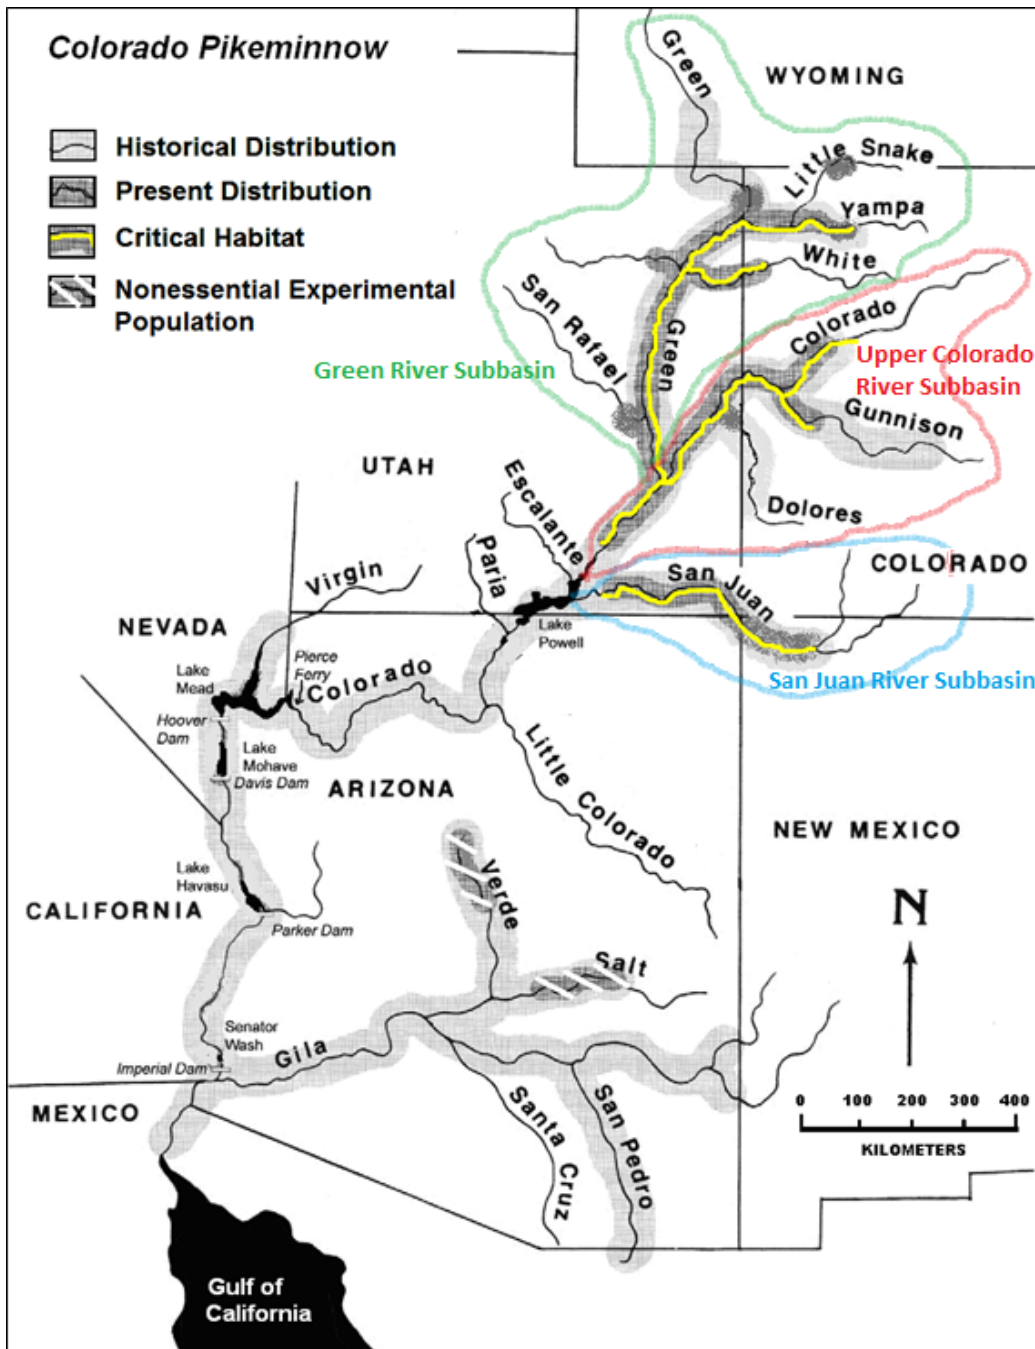 Colorado Pikeminnow
Historical Distribution
Present Distribution
Critical Habitat
Nonessential Experimental
Population
Green
WYOMING
Little Snake
Yampa
White
San Rafael
Green
Colorado
Green River Subbasin
Upper Colorado
River Subbasin
Gunnison
UTAH
Escalante
Dolores
Paria
Virgin
San Juan
COLORADO
NEVADA
Lake
Powell
Pierce
Ferry
Lake
Mead
Colorado
San Juan River Subbasin
Hoover
Dam
Lake
Mohave
Davis Dam
ARIZONA
Little Colorado
NEW MEXICO
Verde
Lake
Havasu
CALIFORNIA
Parker Dam
N
Salt
Senator
Wash
Gila
Imperial Dam
MEXICO
Santa Cruz
San Pedro
0 100 200 300 400
KILOMETERS
Gulf of
California